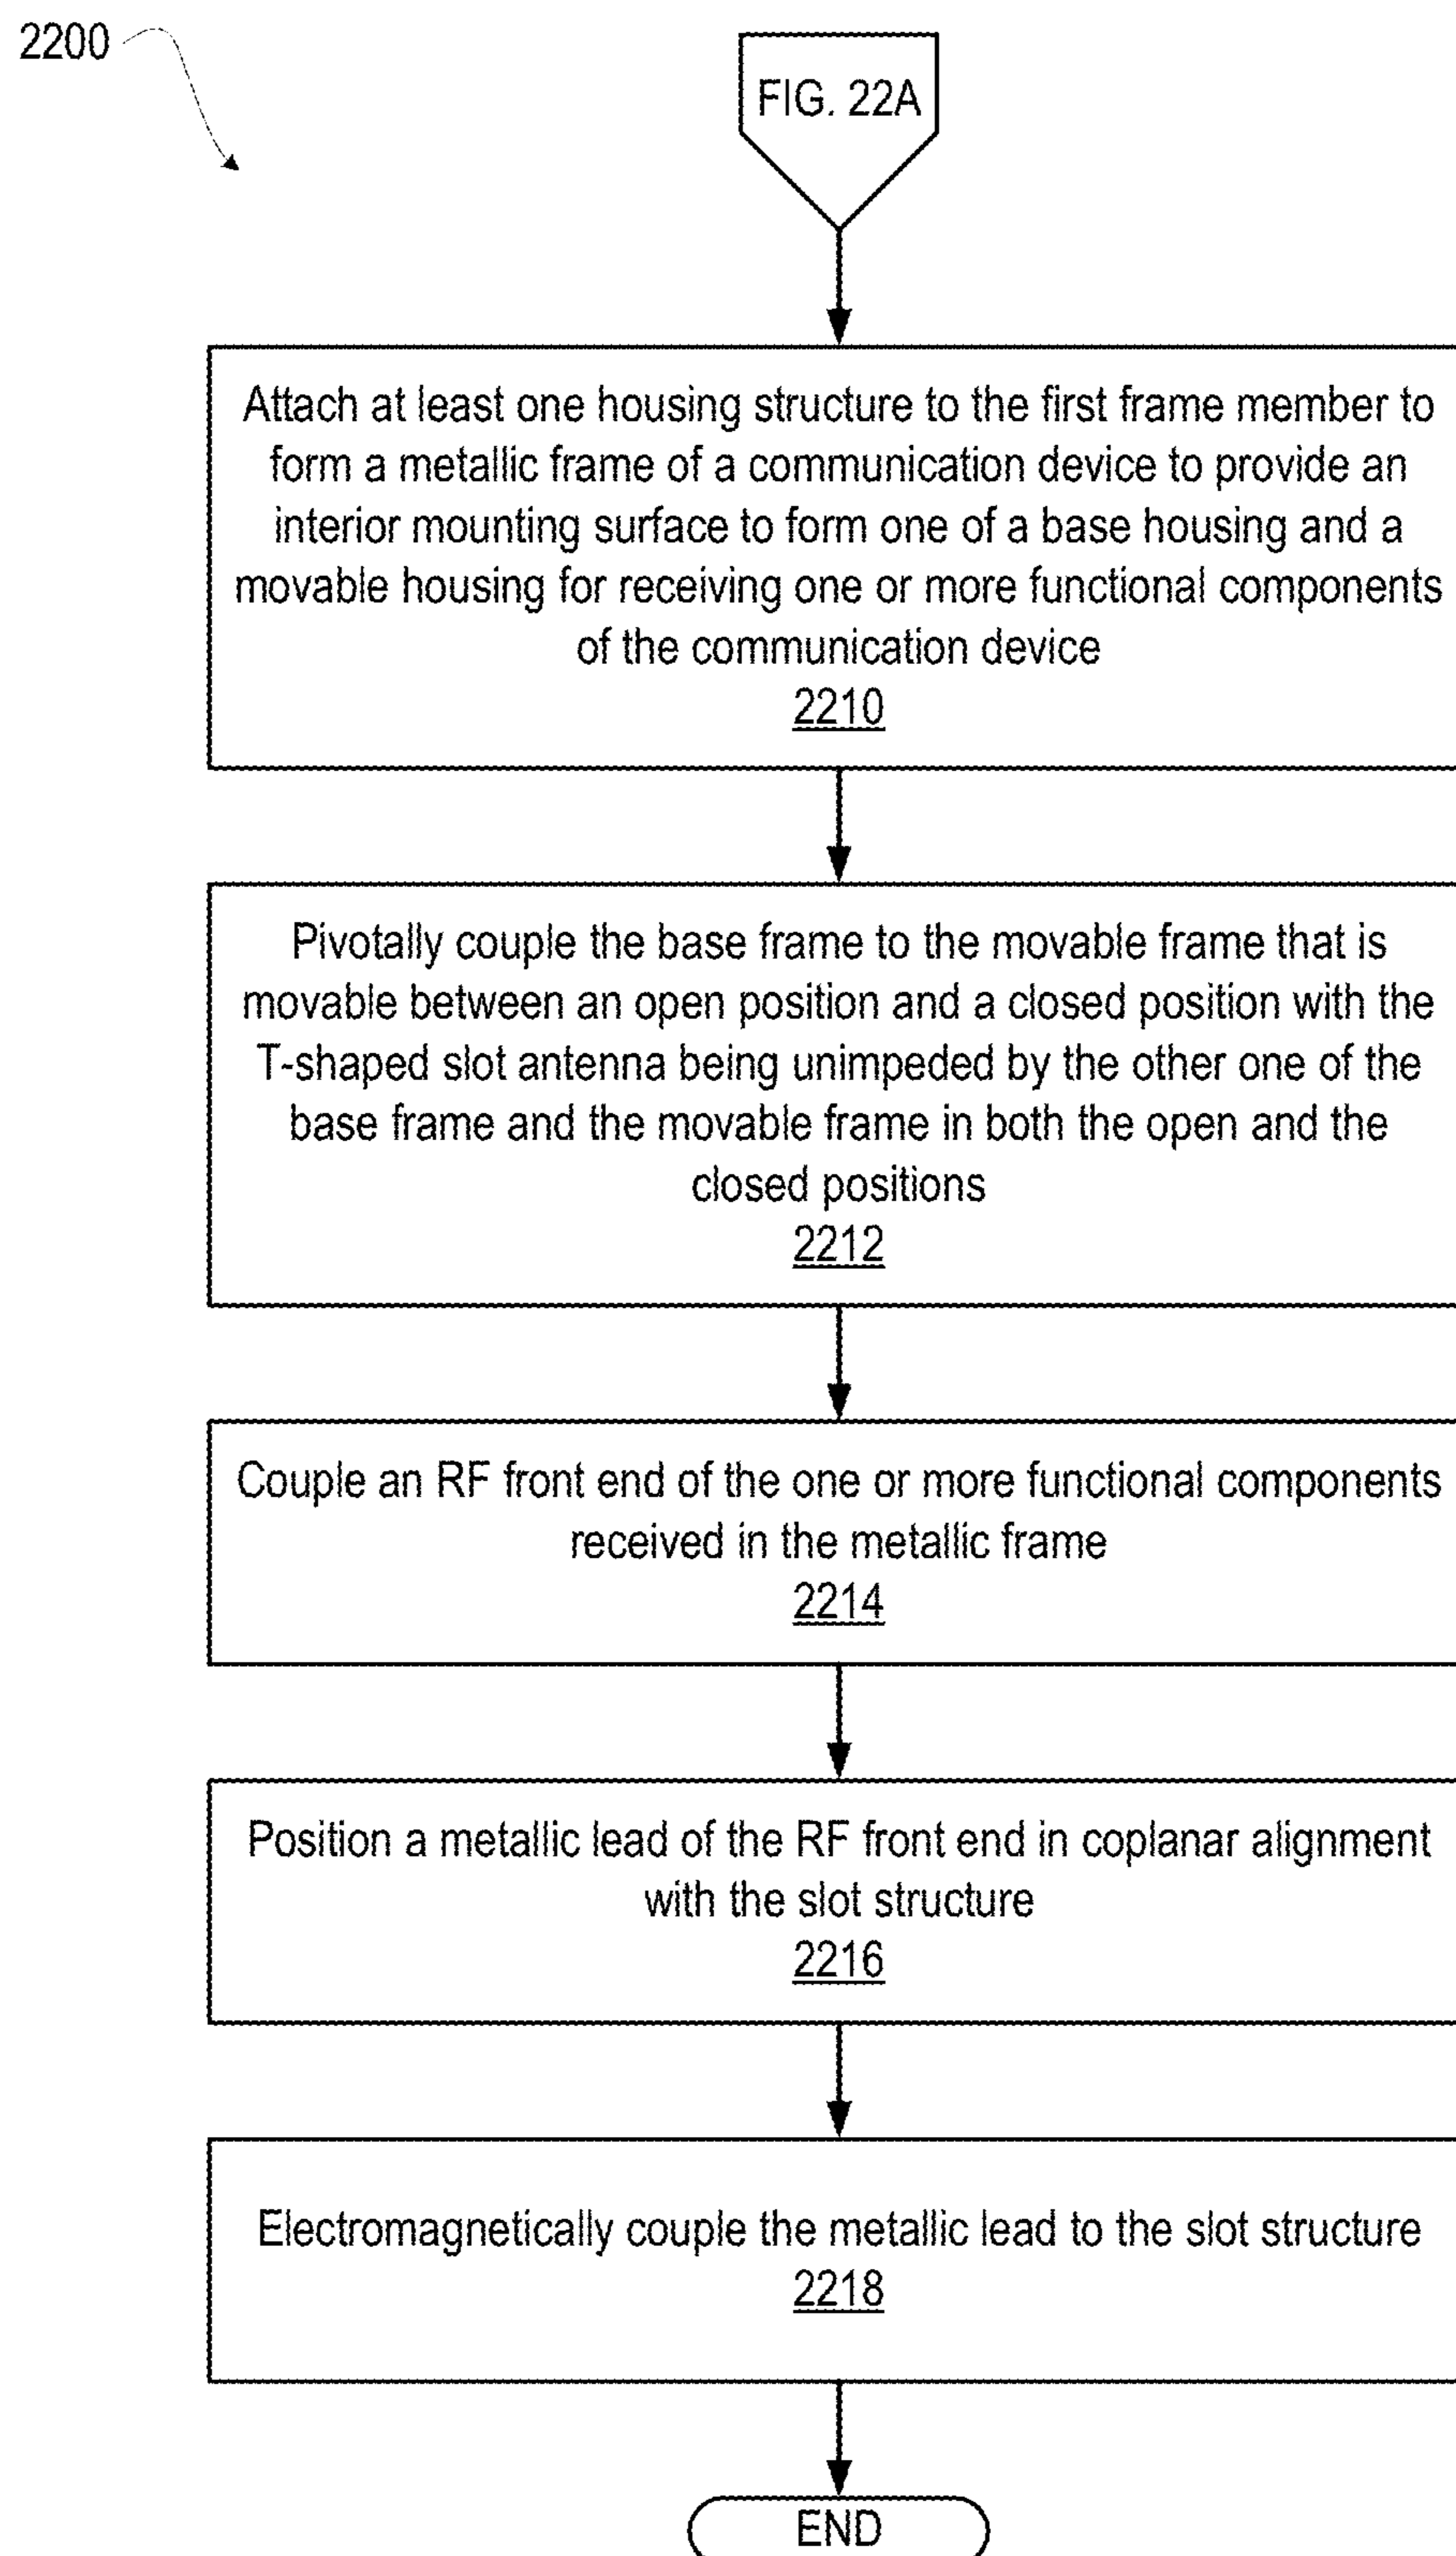 2200
FIG. 22A
Attach at least one housing structure to the first frame member to
form a metallic frame of a communication device to provide an
interior mounting surface to form one of a base housing and a
movable housing for receiving one or more functional components
of the communication device
2210
Pivotally couple the base frame to the movable frame that is
movable between an open position and a closed position with the
T-shaped slot antenna being unimpeded by the other one of the
base frame and the movable frame in both the open and the
closed positions
2212
Couple an RF front end of the one or more functional components
received in the metallic frame
2214
Position a metallic lead of the RF front end in coplanar alignment
with the slot structure
2216
Electromagnetically couple the metallic lead to the slot structure
2218
END